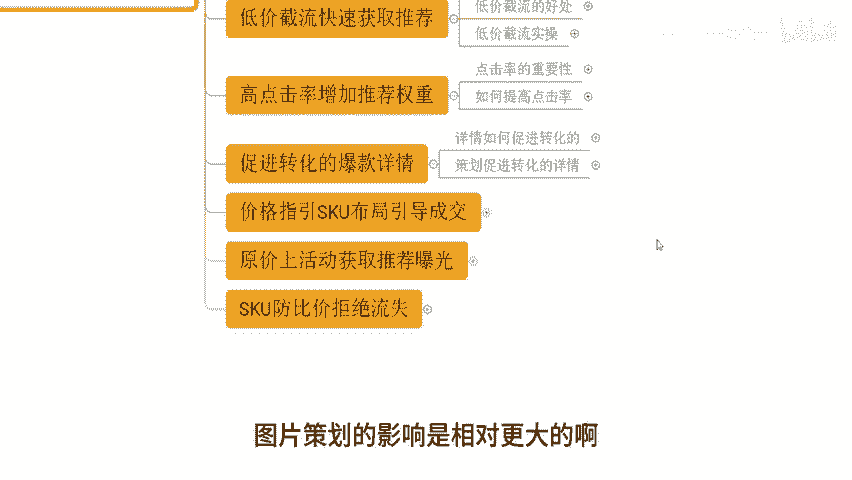 低价截流快速获取推荐
低价截流的好处
低价截流实操
高点击率增加推荐权重
点击率的重要性
如何提高点击率
促进转化的爆款详情
详情如何促进转化的
策划促进转化的详情
价格指引SKU布局引导成交
原价上活动获取推荐曝光
SKU防比价拒绝流失
图片策划的影响是相对更大的啊